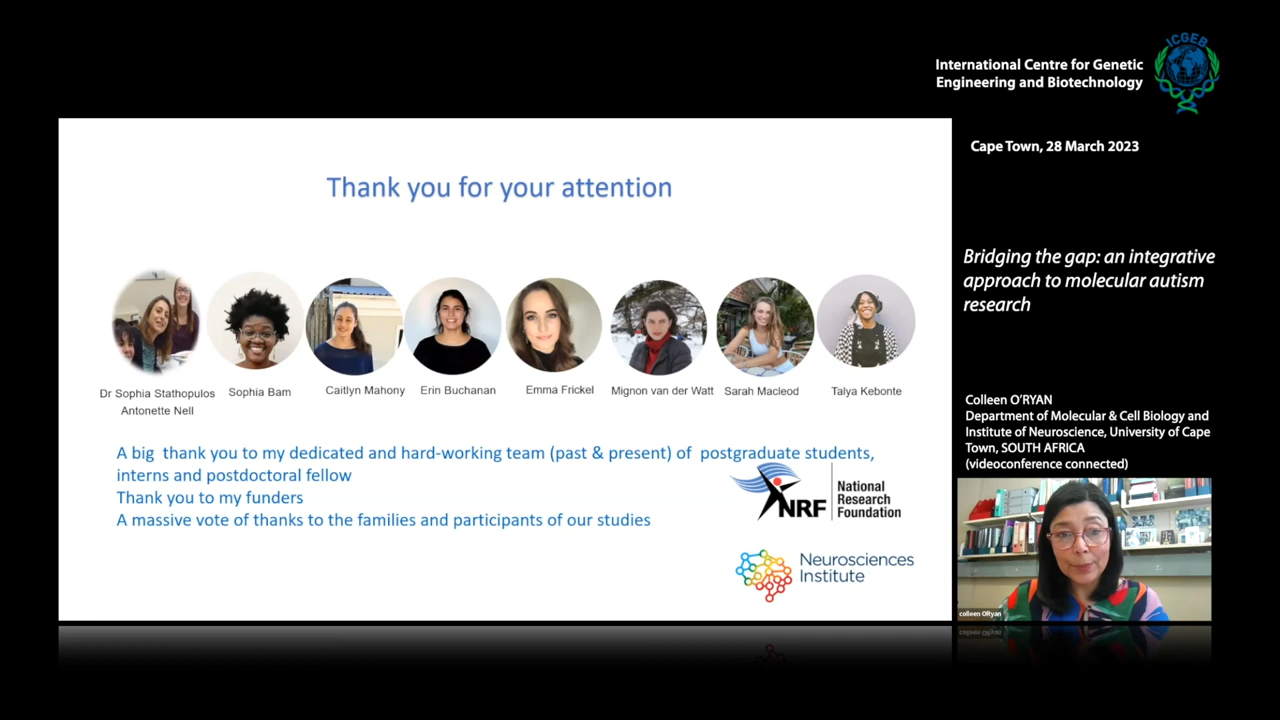 ICGEB
International Centre for Genetic
Engineering and Biotechnology
Cape Town, 28 March 2023
Thank you for your attention
Dr Sophia Stathopulos
Antonette Nell
Sophia Bam
Caitlyn Mahony
Erin Buchanan
Emma Frickel
Mignon van der Watt
Sarah Macleod
Talya Kebonte
A big thank you to my dedicated and hard-working team (past & present) of postgraduate students,
interns and postdoctoral fellow
Thank you to my funders
A massive vote of thanks to the families and participants of our studies
NRF
National
Research
Foundation
Neurosciences
Institute
Bridging the gap: an integrative
approach to molecular autism
research
Colleen O'RYAN
Department of Molecular & Cell Biology and
Institute of Neuroscience, University of Cape
Town, SOUTH AFRICA
(videoconference connected)
colleen ORyan